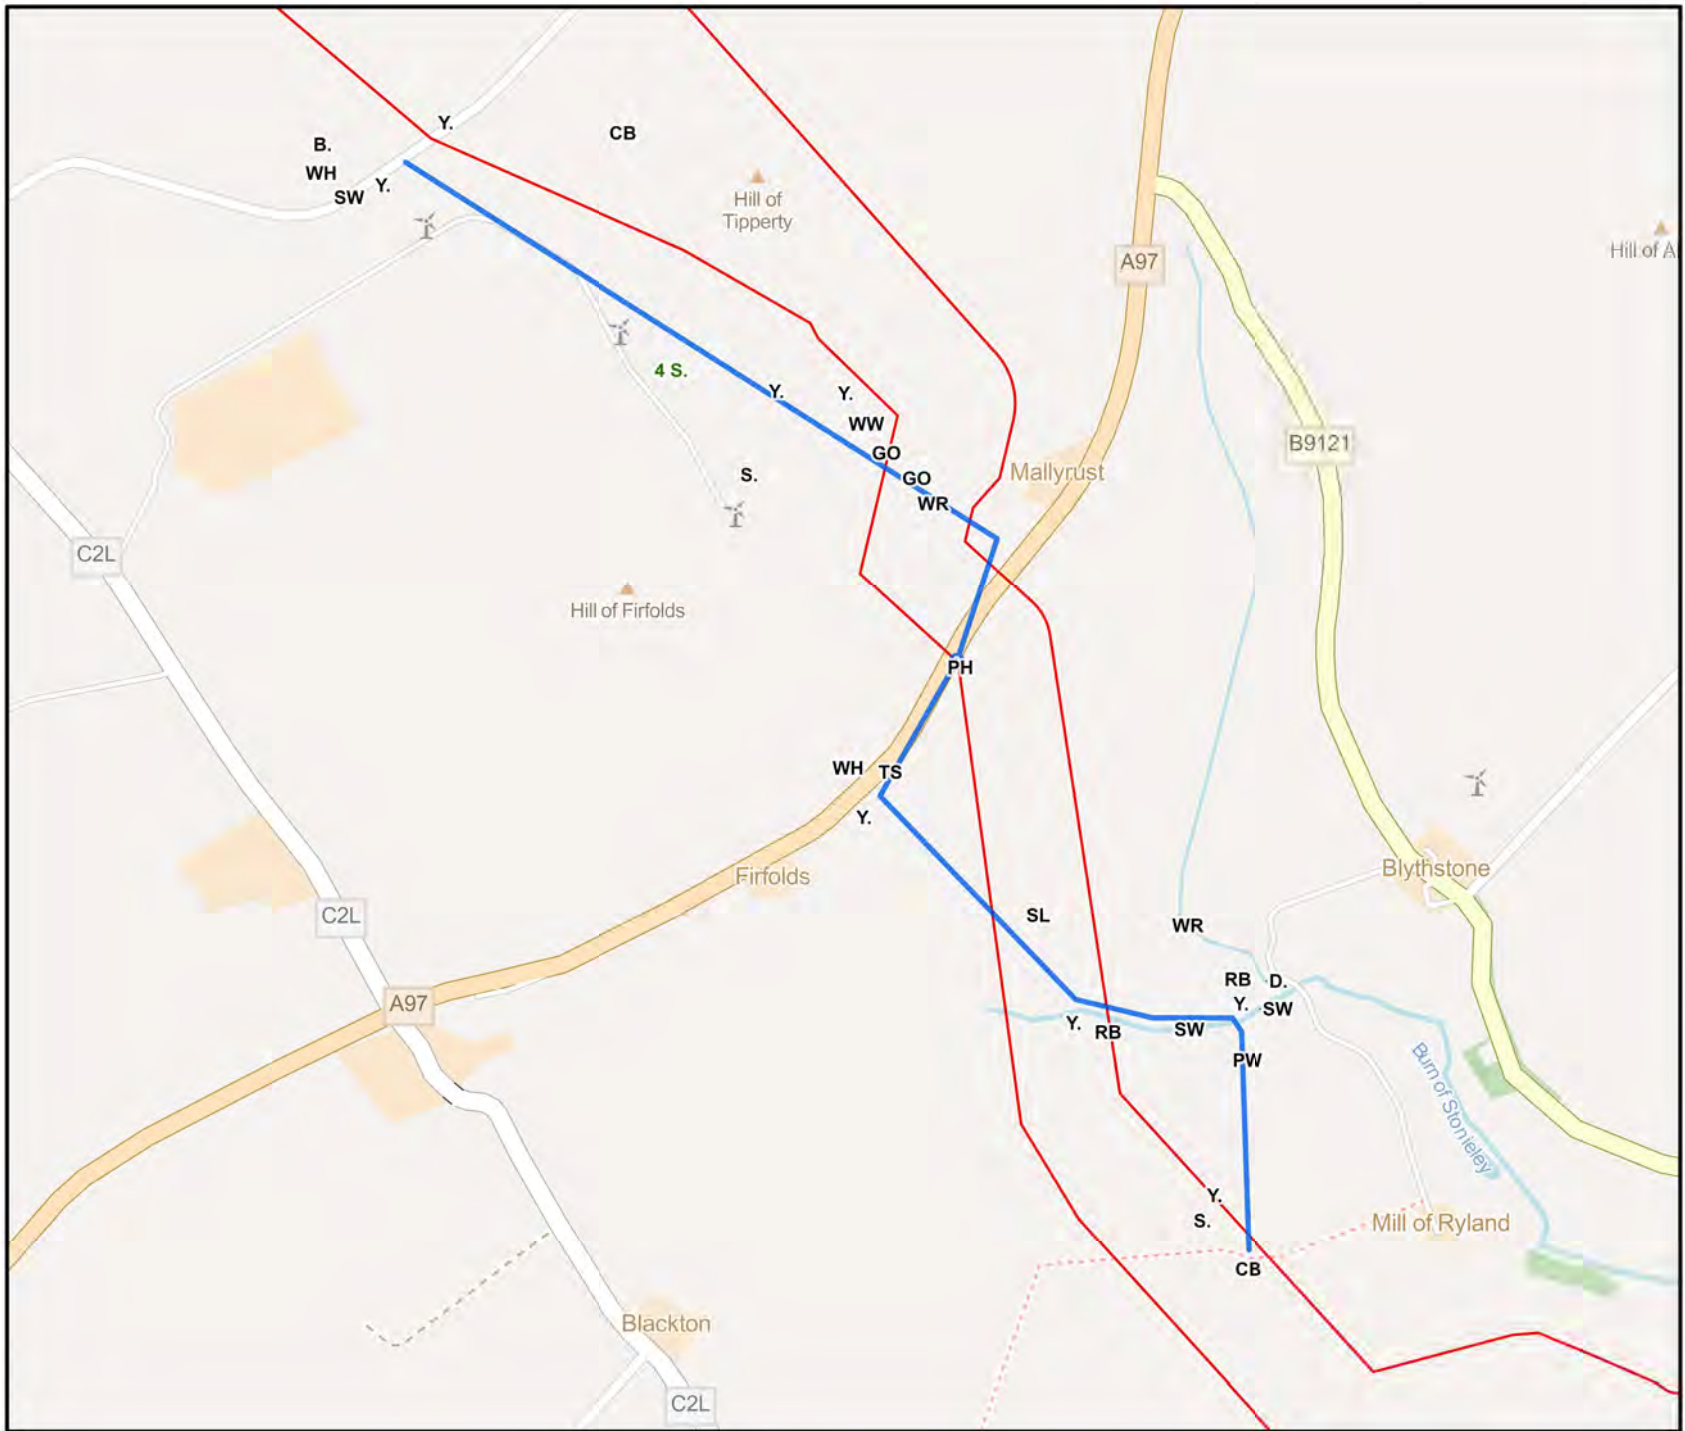 Y.
CB
B.
WH
Y.
SW
Hill of
Tipperty
Hill of A
A97
4 S.
Y.
Y.
WW
B9121
GO
Mallyrust
S.
GO
WR
C2L
Hill of Firfolds
PH
WH
TS
Y.
Firfolds
Blythstone
C2L
SL
WR
RB
D.
A97
Y.
SW
Y.
RB
SW
PW
Burn of Stonieley
Y.
S.
Mill of Ryland
CB
Blackton
C2L